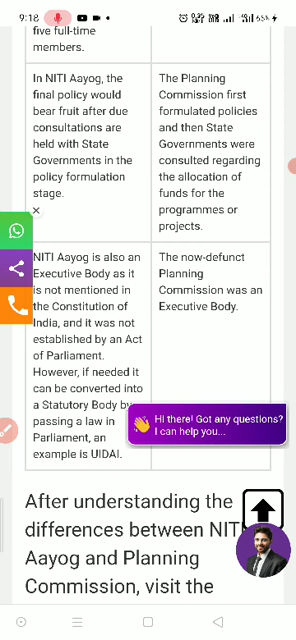 9:18
65%
five full-time
members.
In NITI Aayog, the
final policy would
bear fruit after due
consultations are
held with State
Governments in the
policy formulation
stage.
The Planning
Commission first
formulated policies
and then State
Governments were
consulted regarding
the allocation of
funds for the
programmes or
projects.
NITI Aayog is also an
Executive Body as it
is not mentioned in
the Constitution of
India, and it was not
established by an Act
of Parliament.
However, if needed it
can be converted into
a Statutory Body by
passing a law in
Parliament, an
example is UIDAI.
The now-defunct
Planning
Commission was an
Executive Body.
Hi there! Got any questions?
I can help you...
After understanding the
differences between NITI
Aayog and Planning
Commission, visit the